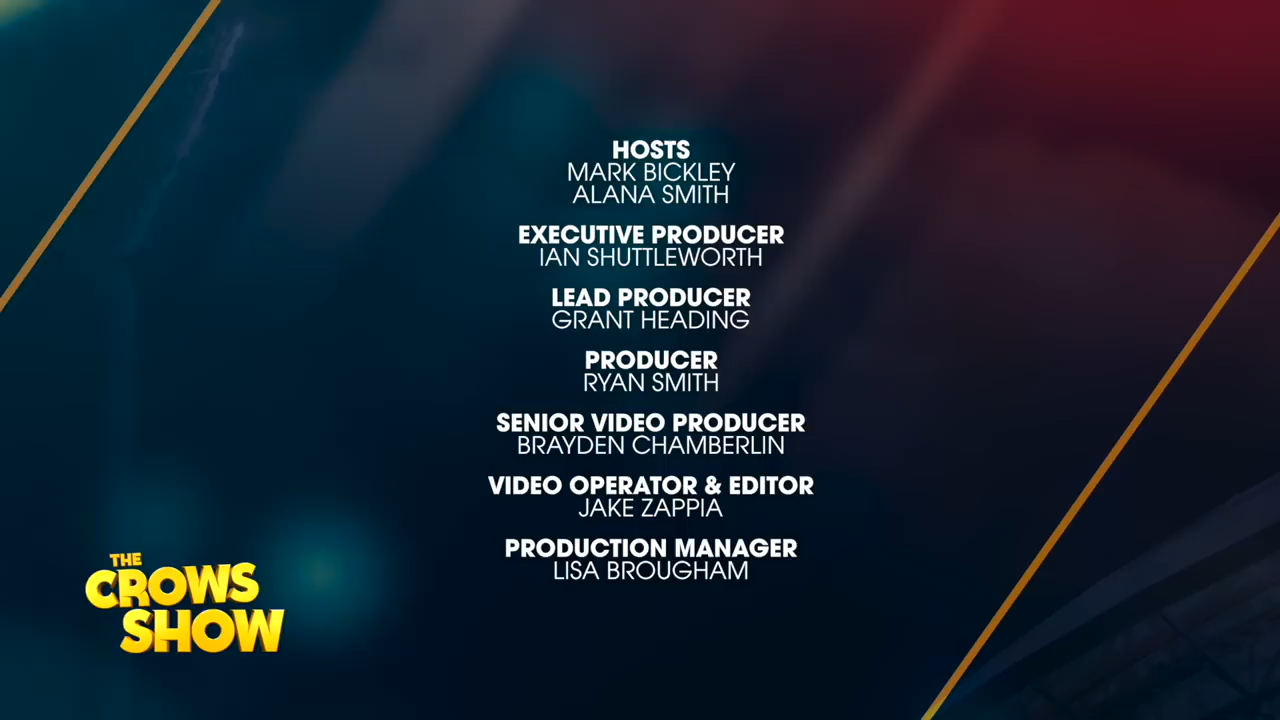 HOSTS
MARK BICKLEY
ALANA SMITH
EXECUTIVE PRODUCER
IAN SHUTTLEWORTH
LEAD PRODUCER
GRANT HEADING
PRODUCER
RYAN SMITH
SENIOR VIDEO PRODUCER
BRAYDEN CHAMBERLIN
VIDEO OPERATOR & EDITOR
JAKE ZAPPIA
PRODUCTION MANAGER
LISA BROUGHAM
THE
CROWS
SHOW